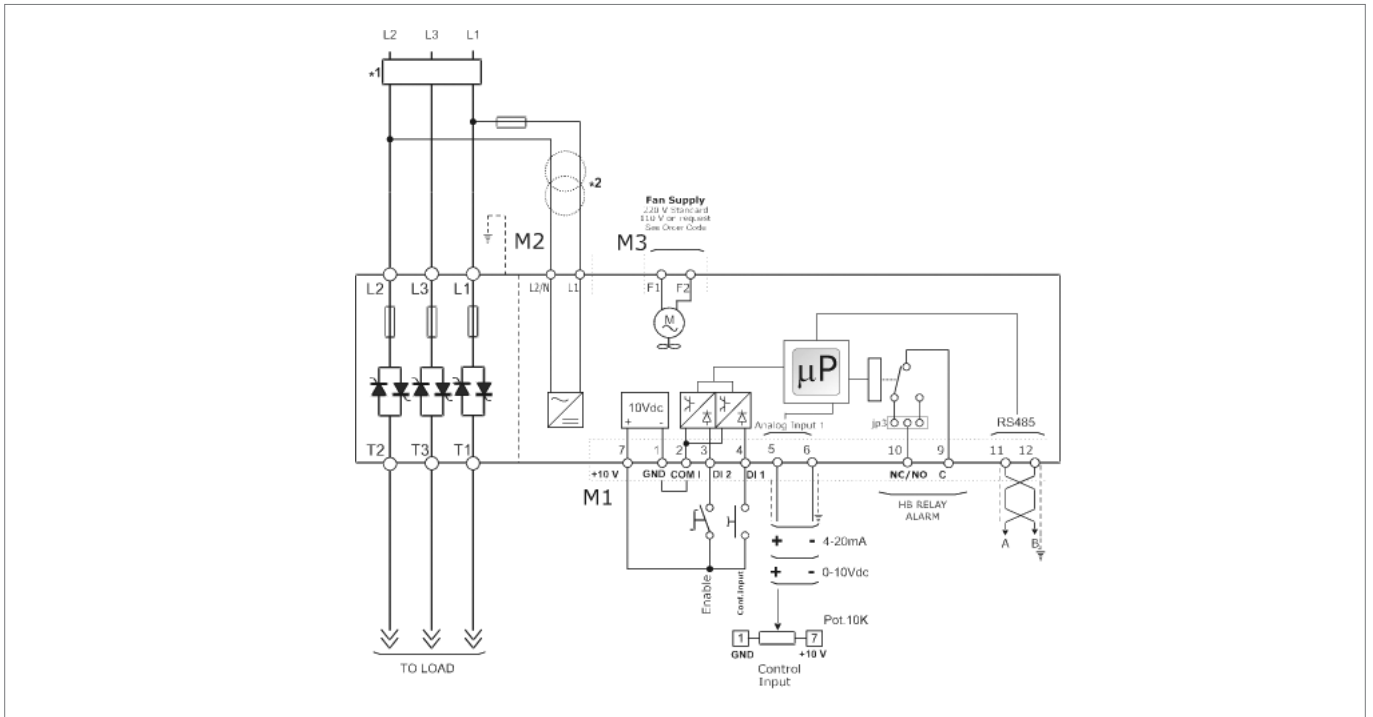 L2 L3 L1
*1
*2
Fan Supply
220 V Standard
110 V on request
See Order Code
M2
M3
L2 L3 L1
L2/N L1
F1 F2
M
µP
10Vdc
+ -
Analog Input 1
jp3
RS485
T2 T3 T1
7 1 2 3 4 5 6 10 9 11 12
+10 V GND COM I DI 2 DI 1 NC/NO C
M1
HB RELAY
ALARM
A B
+ - 4-20mA
+ - 0-10Vdc
Enable
Cont.Input
Pot.10K
1 7
GND +10 V
Control
Input
TO LOAD